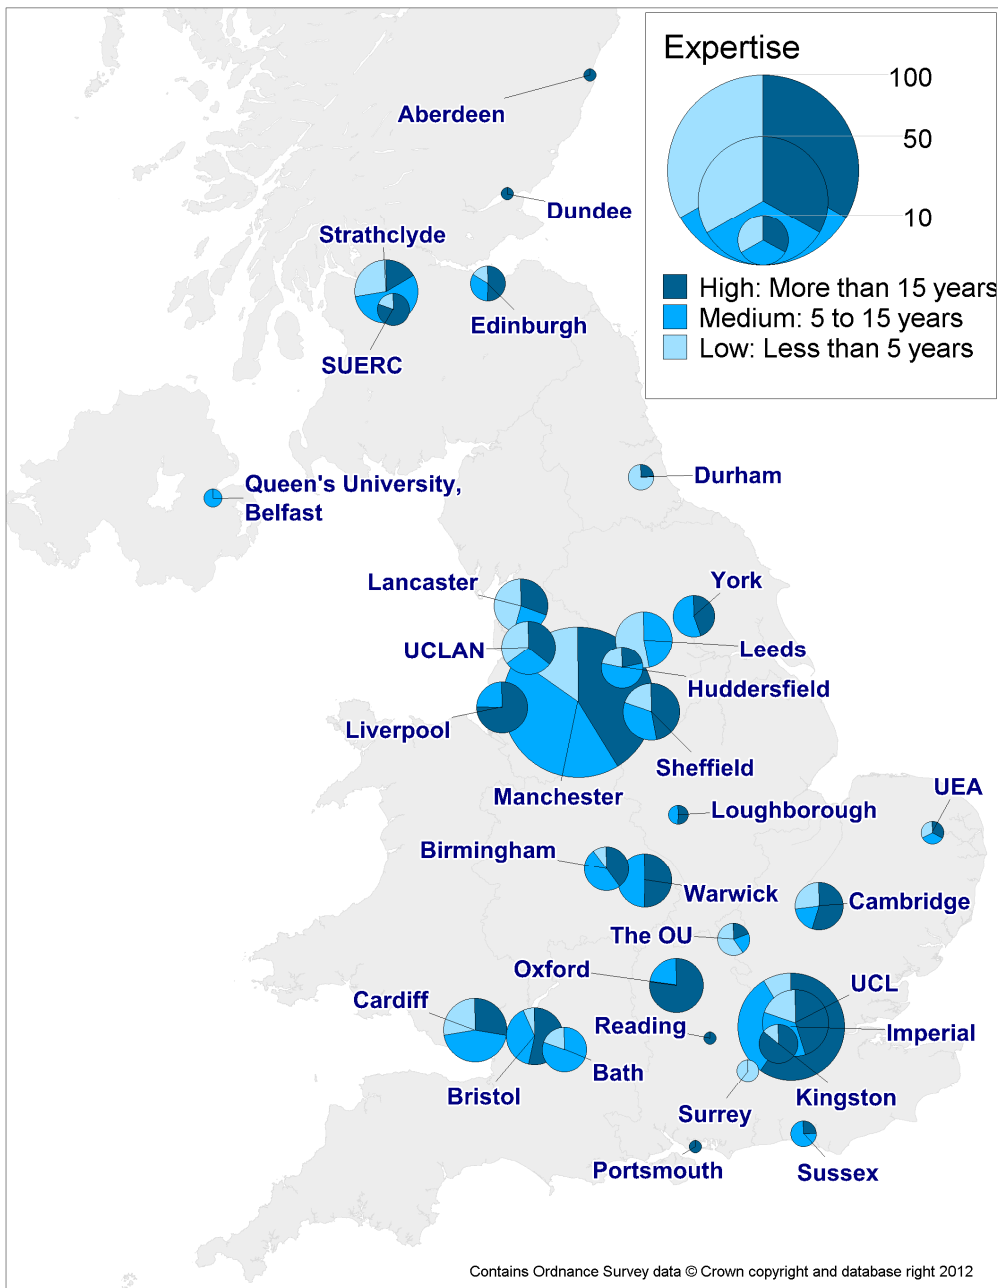 Expertise
100
50
10
High: More than 15 years
Medium: 5 to 15 years
Low: Less than 5 years
Aberdeen
Dundee
Strathclyde
Edinburgh
SUERC
Queen's University,
Belfast
Durham
Lancaster
York
UCLAN
Leeds
Huddersfield
Liverpool
Sheffield
Manchester
UEA
Loughborough
Birmingham
Warwick
Cambridge
The OU
Oxford
UCL
Cardiff
Reading
Imperial
Bath
Bristol
Kingston
Surrey
Portsmouth
Sussex
Contains Ordnance Survey data © Crown copyright and database right 2012